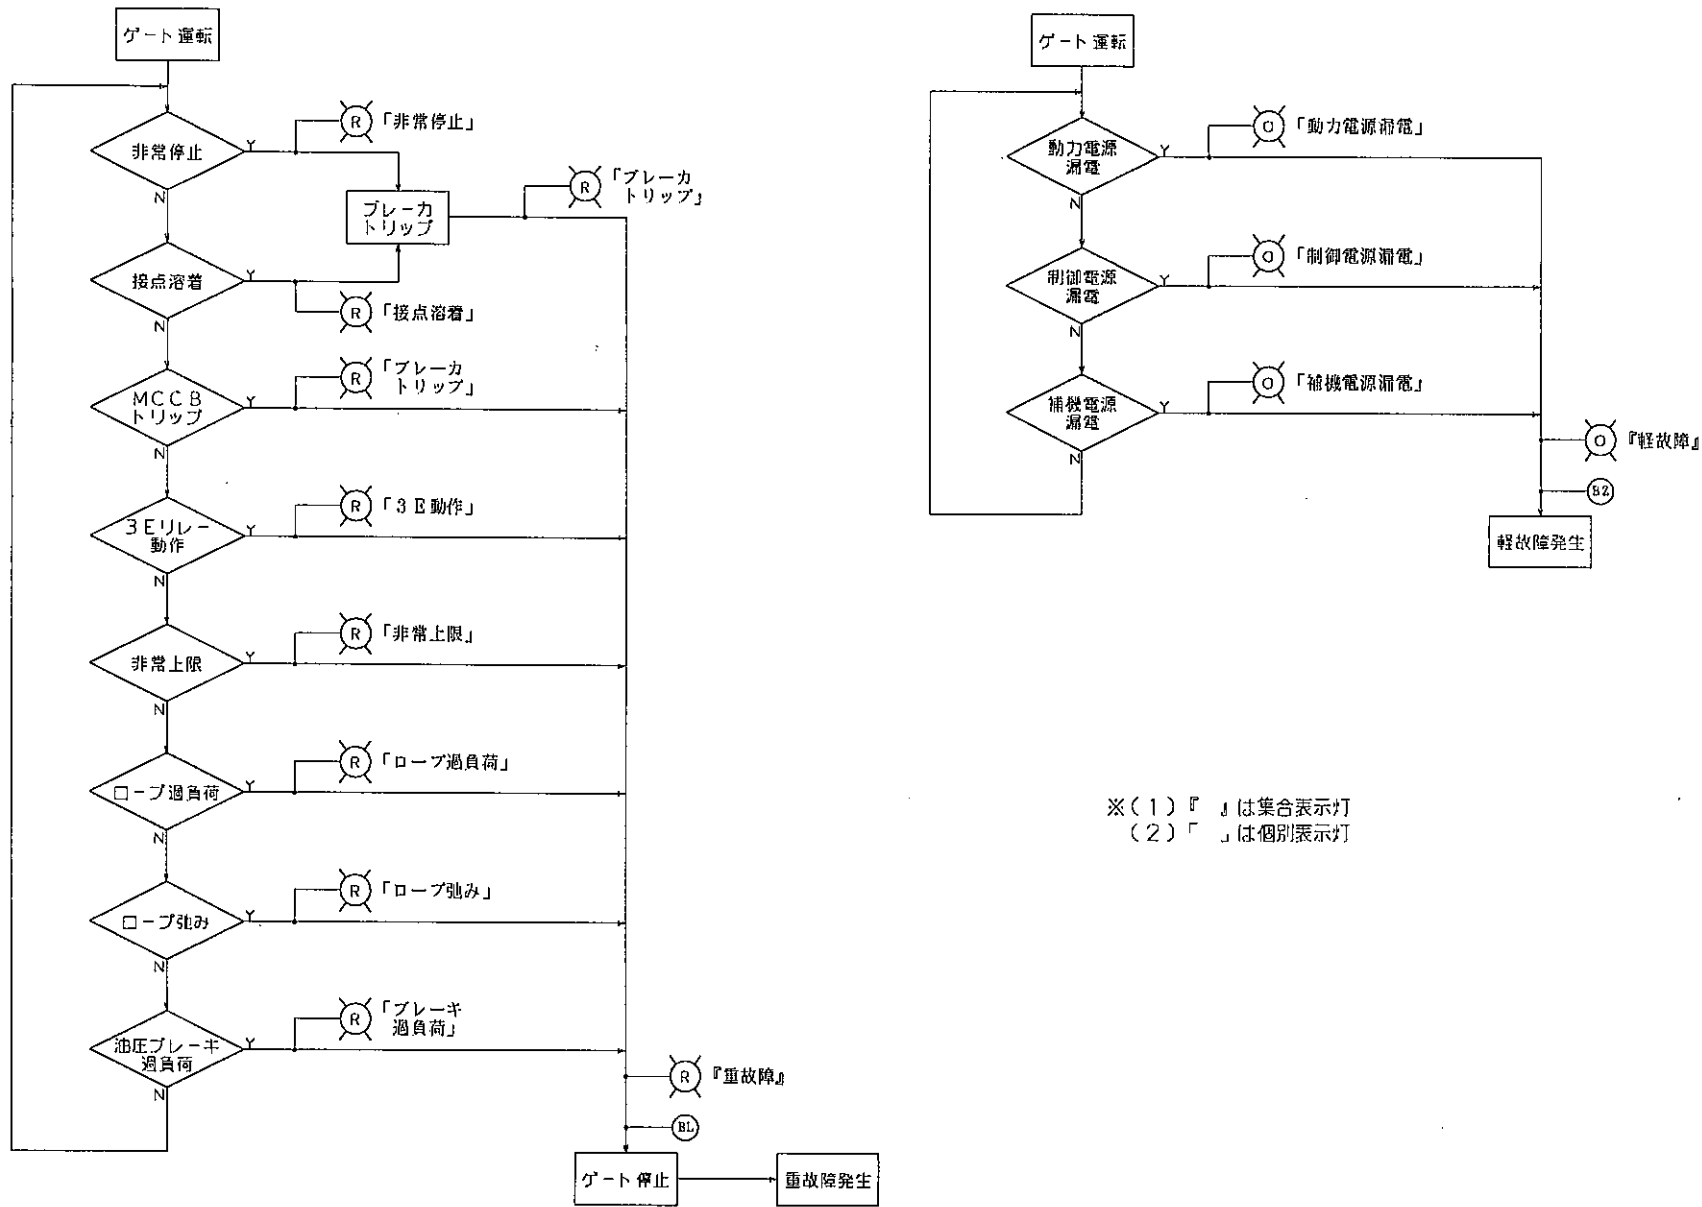 ゲート運転
非常停止
Y
R
「非常停止」
N
ブレーカ
トリップ
R
「ブレーカ
トリップ」
接点溶着
Y
R
「接点溶着」
N
MCCB
トリップ
Y
R
「ブレーカ
トリップ」
N
3Eリレー
動作
Y
R
「3E動作」
N
非常上限
Y
R
「非常上限」
N
ロープ過負荷
Y
R
「ロープ過負荷」
N
ロープ弛み
Y
R
「ロープ弛み」
N
油圧ブレーキ
過負荷
Y
R
「ブレーキ
過負荷」
N
R
『重故障』
BL
ゲート停止
重故障発生
ゲート運転
動力電源
漏電
Y
O
「動力電源漏電」
N
制御電源
漏電
Y
O
「制御電源漏電」
N
補機電源
漏電
Y
O
「補機電源漏電」
N
O
『軽故障』
BZ
軽故障発生
※(1)『 』は集合表示灯
(2)「 」は個別表示灯